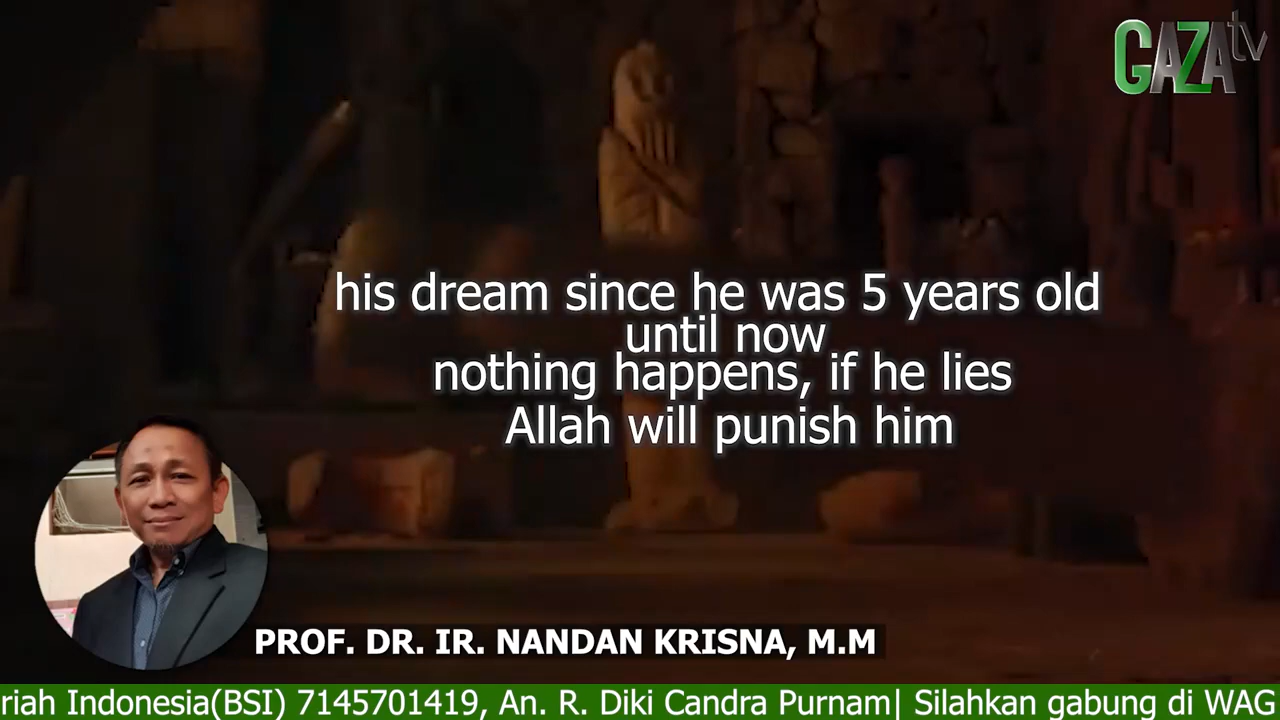 GAZA tv
his dream since he was 5 years old
until now
nothing happens, if he lies
Allah will punish him
PROF. DR. IR. NANDAN KRISNA, M.M
riah Indonesia(BSI) 7145701419, An. R. Diki Candra Purnam| Silahkan gabung di WAG